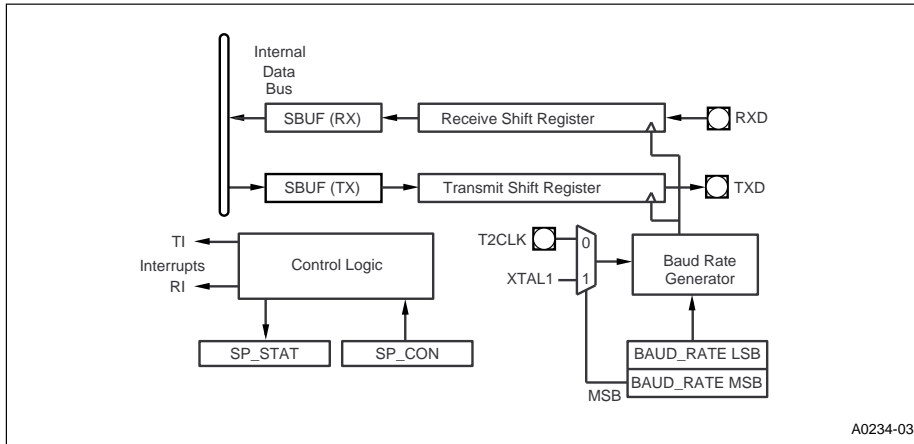 Internal
Data
Bus
SBUF (RX)
Receive Shift Register
RXD
SBUF (TX)
Transmit Shift Register
TXD
TI
Interrupts
RI
Control Logic
T2CLK
0
XTAL1
1
Baud Rate
Generator
SP_STAT
SP_CON
BAUD_RATE LSB
BAUD_RATE MSB
MSB
A0234-03